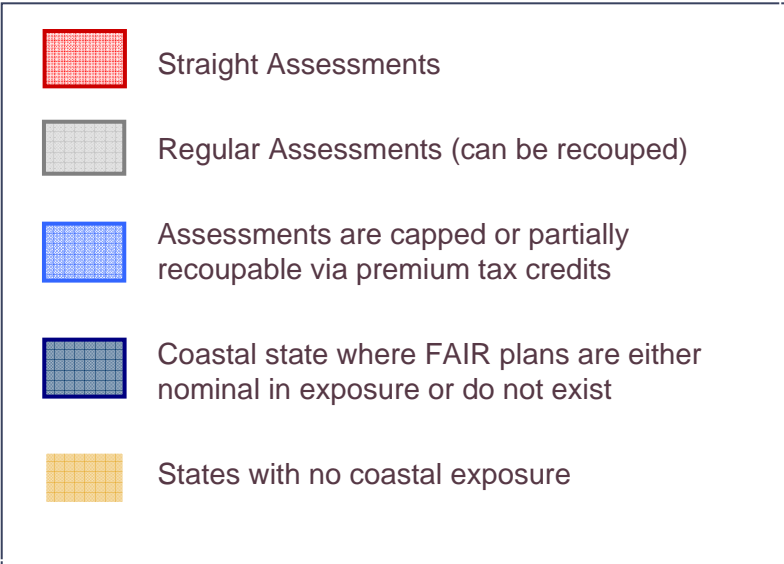 Straight Assessments
Regular Assessments (can be recouped)
Assessments are capped or partially
recoupable via premium tax credits
Coastal state where FAIR plans are either
nominal in exposure or do not exist
States with no coastal exposure